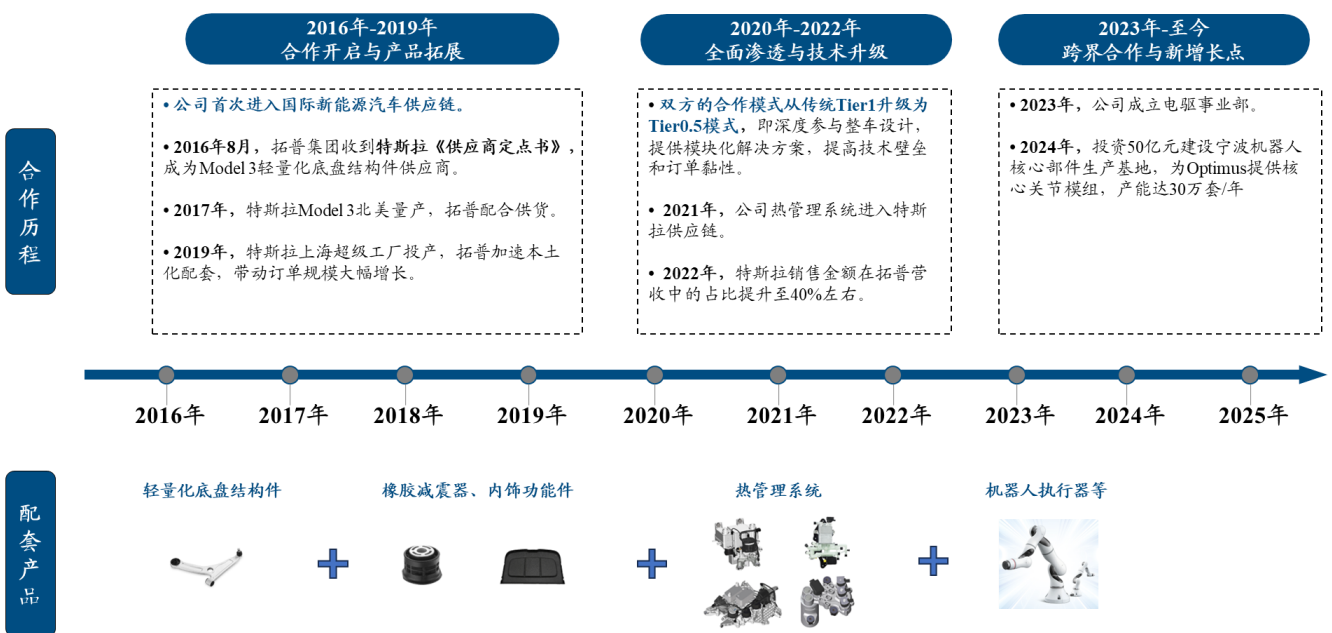 2016年-2019年
合作开启与产品拓展
2020年-2022年
全面渗透与技术升级
2023年-至今
跨界合作与新增长点
合作历程
• 公司首次进入国际新能源汽车供应链。
• 2016年8月，拓普集团收到特斯拉《供应商定点书》，
成为Model 3轻量化底盘结构件供应商。
• 2017年，特斯拉Model 3北美量产，拓普配合供货。
• 2019年，特斯拉上海超级工厂投产，拓普加速本土
化配套，带动订单规模大幅增长。
• 双方的合作模式从传统Tier1升级为
Tier0.5模式，即深度参与整车设计，
提供模块化解决方案，提高技术壁垒
和订单黏性。
• 2021年，公司热管理系统进入特斯
拉供应链。
• 2022年，特斯拉销售金额在拓普营
收中的占比提升至40%左右。
• 2023年，公司成立电驱事业部。
• 2024年，投资50亿元建设宁波机器人
核心部件生产基地，为Optimus提供核
心关节模组，产能达30万套/年
2016年
2017年
2018年
2019年
2020年
2021年
2022年
2023年
2024年
2025年
配套产品
轻量化底盘结构件
橡胶减震器、内饰功能件
热管理系统
机器人执行器等